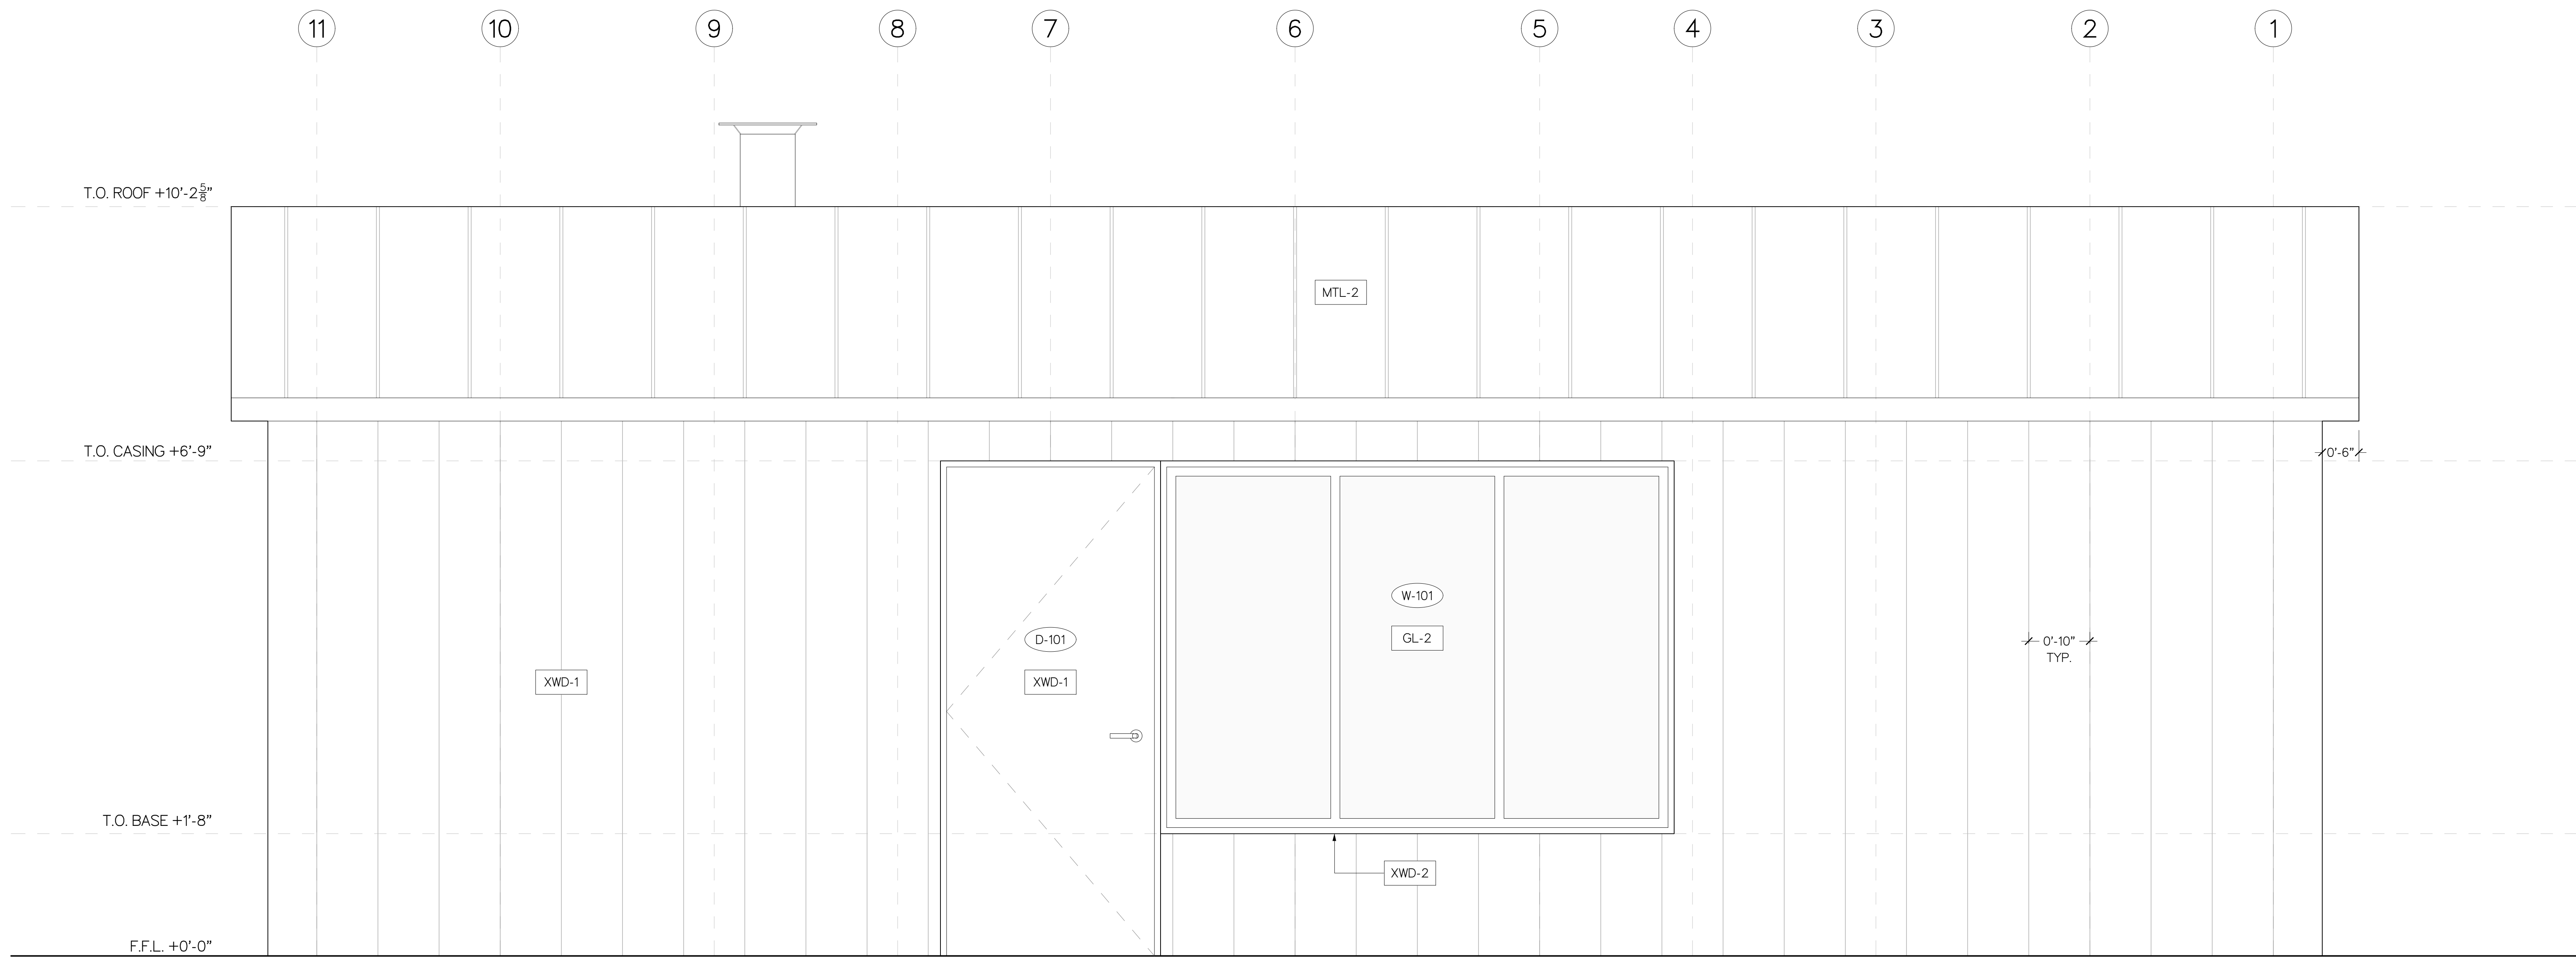 11 10 9 8 7 6 5 4 3 2 1
T.O. ROOF +10'-2 5/8"
MTL-2
T.O. CASING +6'-9"
0'-6"
W-101
D-101
GL-2
0'-10"
TYP.
XWD-1
XWD-1
T.O. BASE +1'-8"
XWD-2
F.F.L. +0'-0"